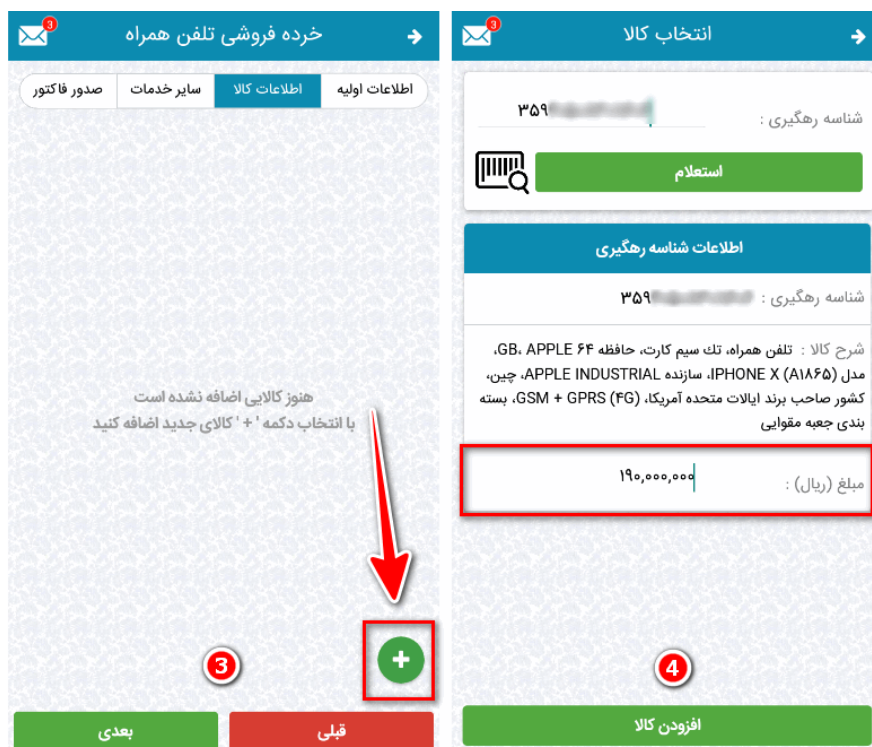 3
خرده فروشی تلفن همراه
اطلاعات اولیه
اطلاعات کالا
سایر خدمات
صدور فاکتور
هنوز کالایی اضافه نشده است
با انتخاب دکمه ' + ' کالای جدید اضافه کنید
+
3
قبلی
بعدی
3
انتخاب کالا
شناسه رهگیری :
۳۵۹
استعلام
اطلاعات شناسه رهگیری
شناسه رهگیری : ۳۵۹
شرح کالا : تلفن همراه، تك سیم کارت، حافظه ۶۴ GB، APPLE،
مدل IPHONE X (A۱۸۶۵)، سازنده APPLE INDUSTRIAL، چین،
کشور صاحب برند ایالات متحده آمریکا، GSM + GPRS (۴G)، بسته
بندی جعبه مقوایی
مبلغ (ریال) : ۱۹۰,۰۰۰,۰۰۰
4
افزودن کالا